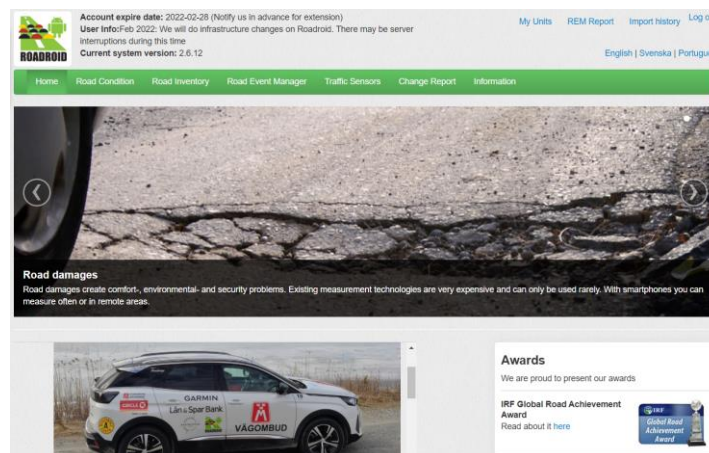 Account expire date: 2022-02-28 (Notify us in advance for extension)
User Info:Feb 2022: We will do infrastructure changes on Roadroid. There may be server
interruptions during this time
Current system version: 2.6.12
ROADROID
My Units REM Report Import history Log
English | Svenska |
Home Road Condition Road Inventory Road Event Manager Traffic Sensors Change Report Information
Road damages
Road damages create comfort-, environmental- and security problems. Existing measurement technologies are very expensive and can only be used rarely. With smartphones you can
measure often or in remote areas.
GARMIN
CIRCLE K
Lån & Spar Bank
VÄGOMBUD
Awards
We are proud to present our awards
IRF Global Road Achievement
Award
Read about it here
IRF
Global Road
Achievement
Award